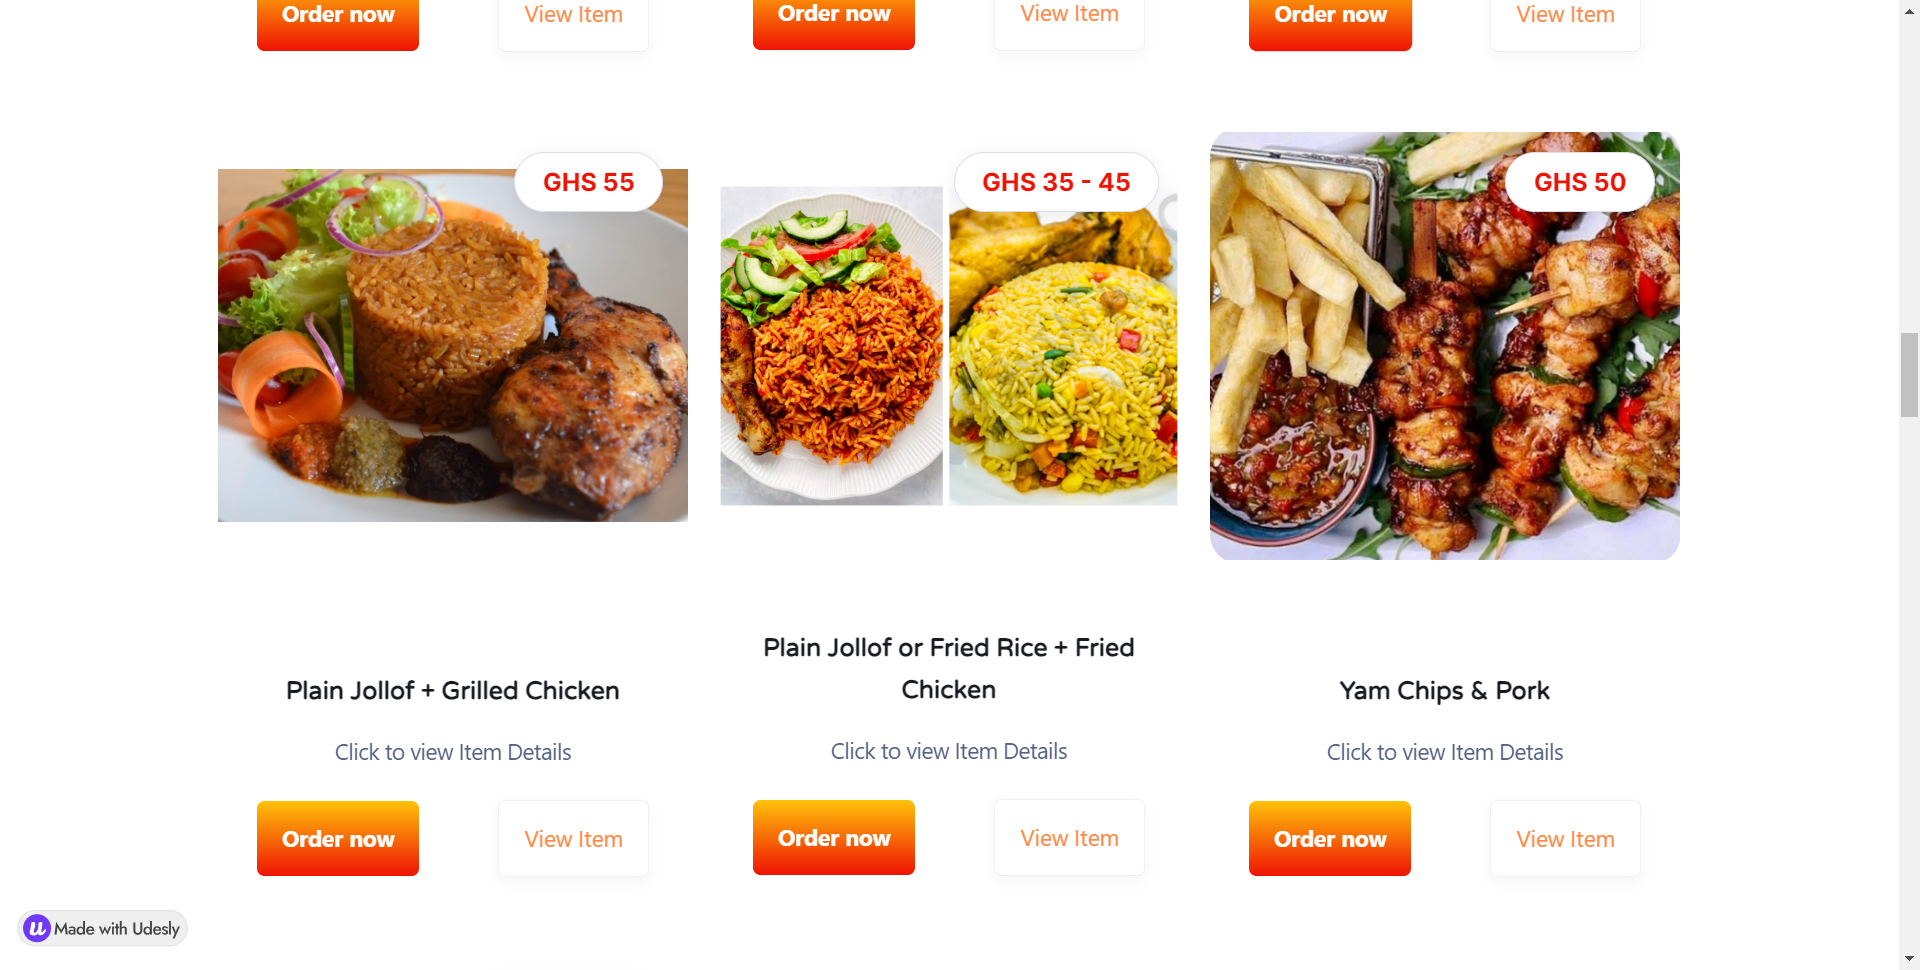 Order now
View Item
Order now
View Item
Order now
View Item
GHS 55
GHS 35 - 45
GHS 50
Plain Jollof + Grilled Chicken
Plain Jollof or Fried Rice + Fried
Chicken
Yam Chips & Pork
Click to view Item Details
Click to view Item Details
Click to view Item Details
Order now
View Item
Order now
View Item
Order now
View Item
u Made with Udesly